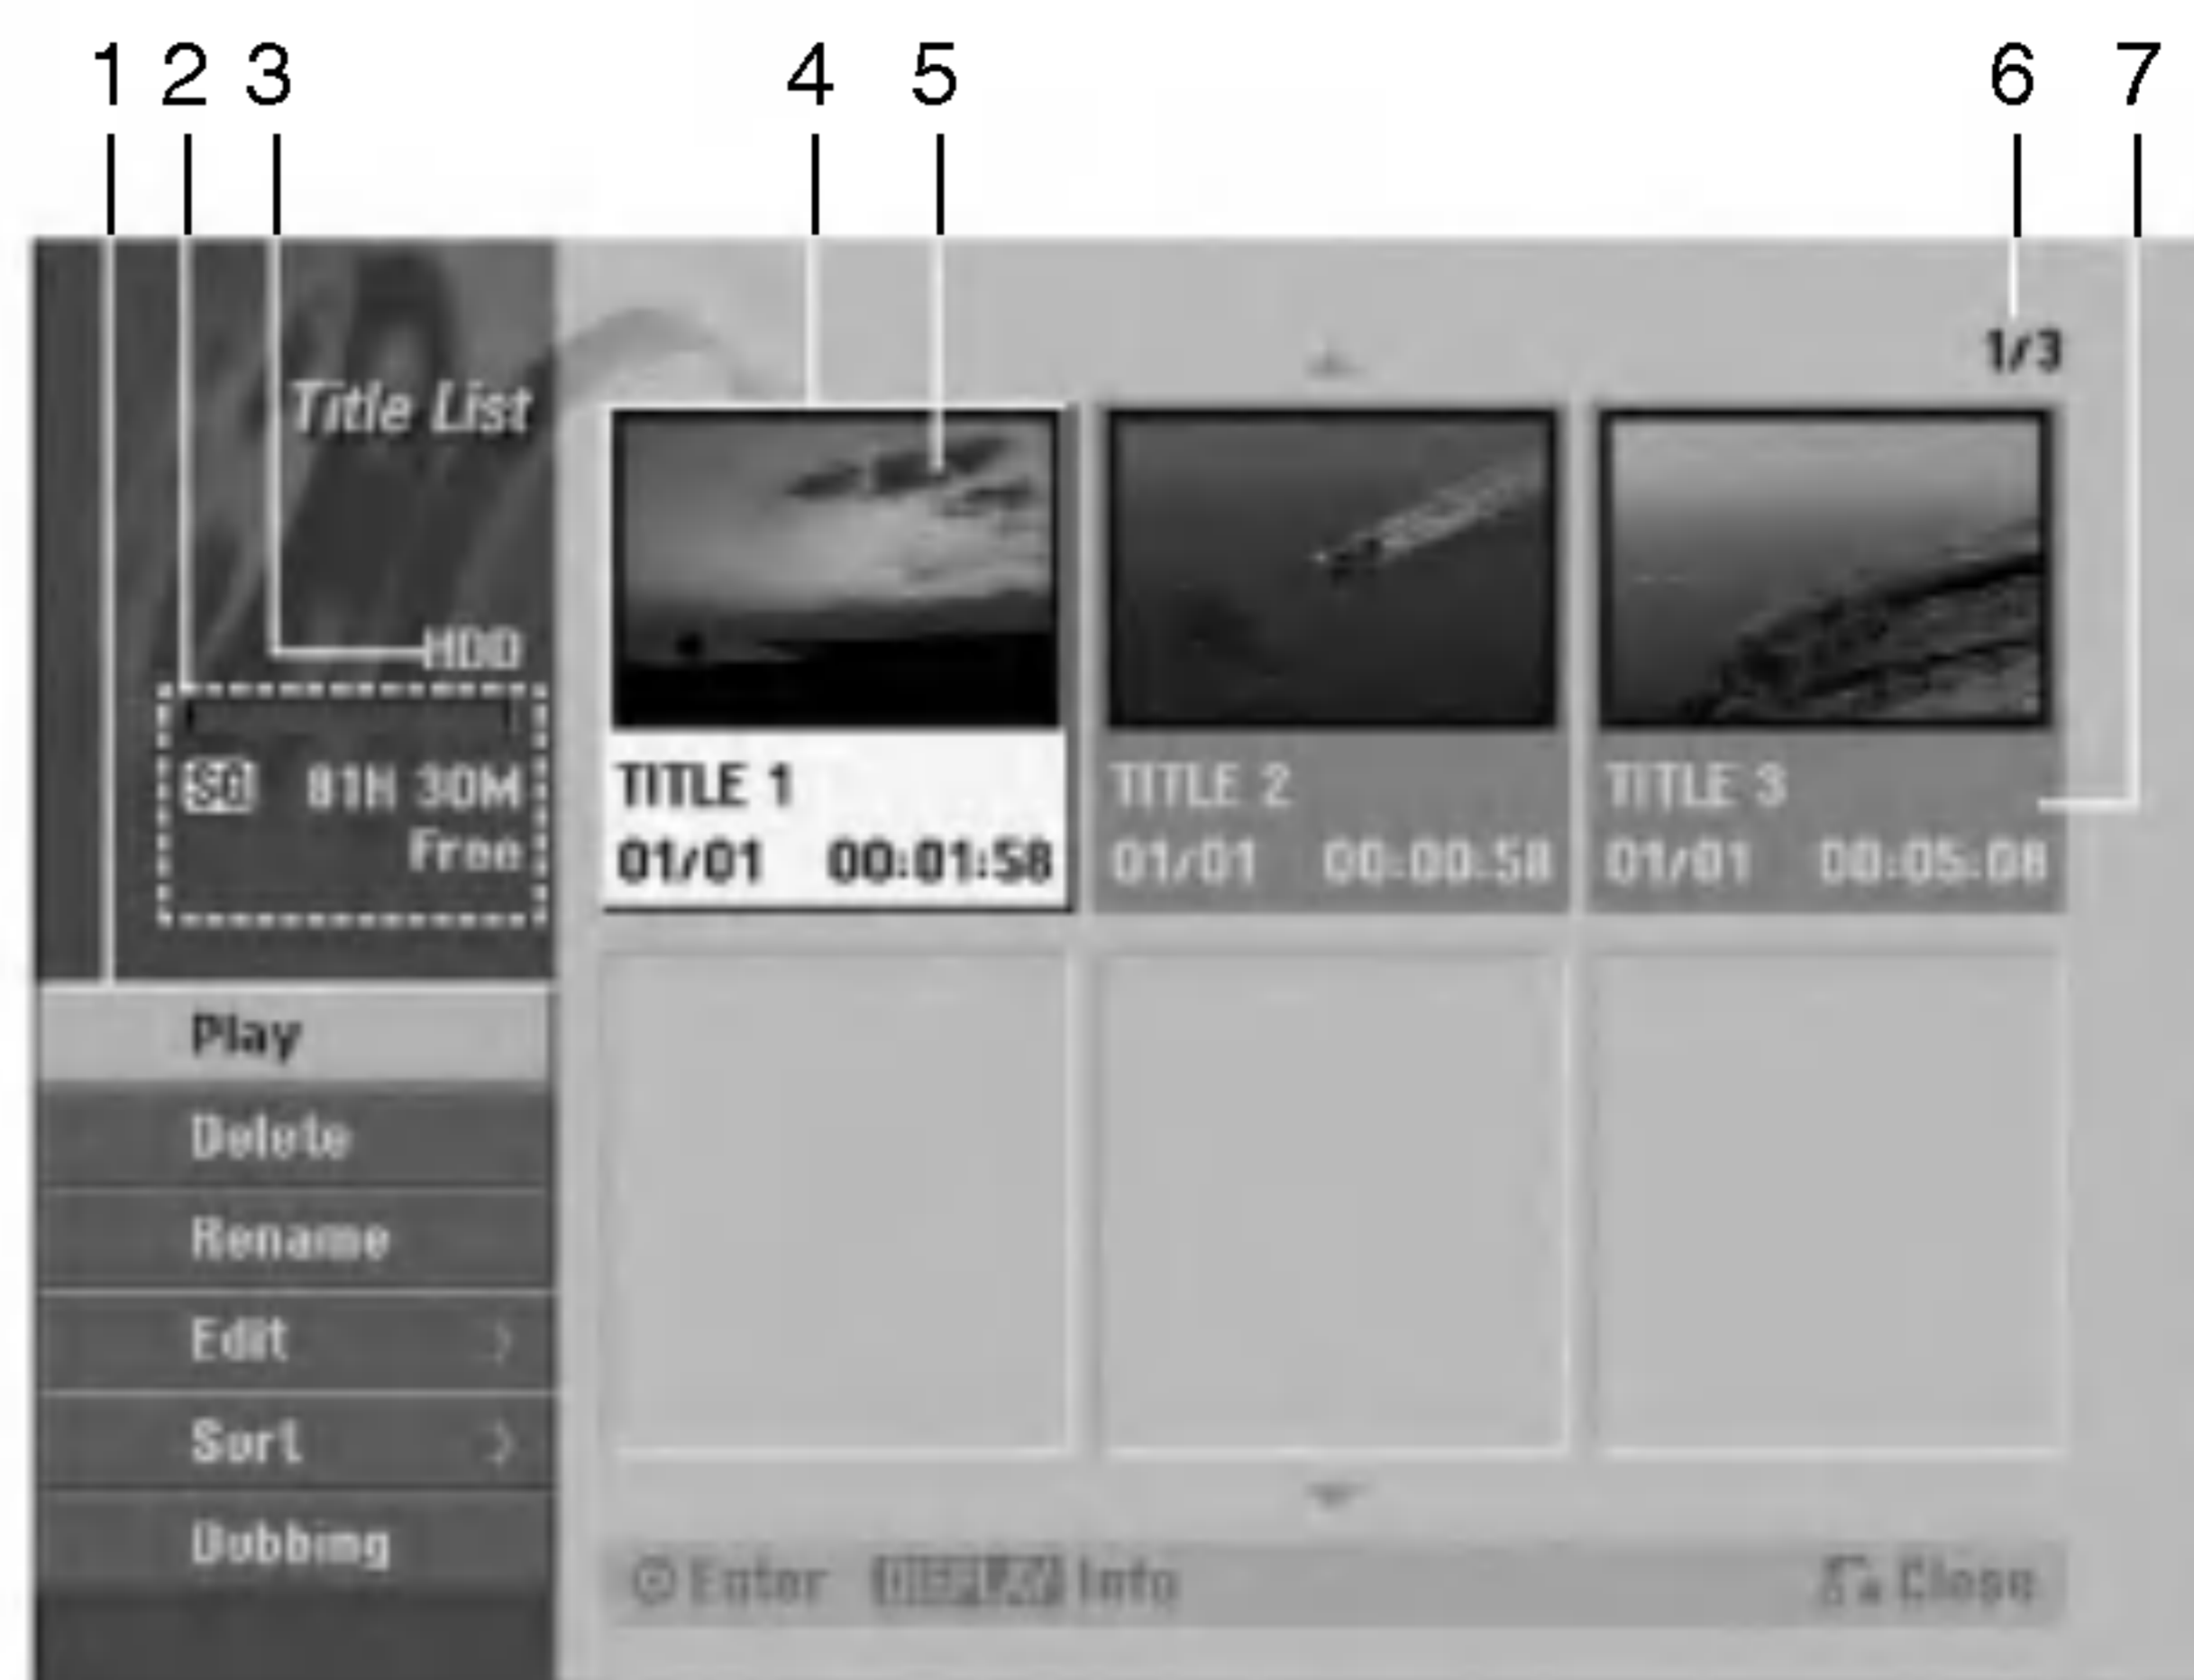 1 2 3 4 5 6 7
1/3
Title List
HDD
SQ 81H 30M
Free
TITLE 1
01/01 00:01:58
TITLE 2
01/01 00:00:58
TITLE 3
01/01 00:05:08
Play
Delete
Rename
Edit
Sort
Dubbing
Enter DISPLAY Info Close